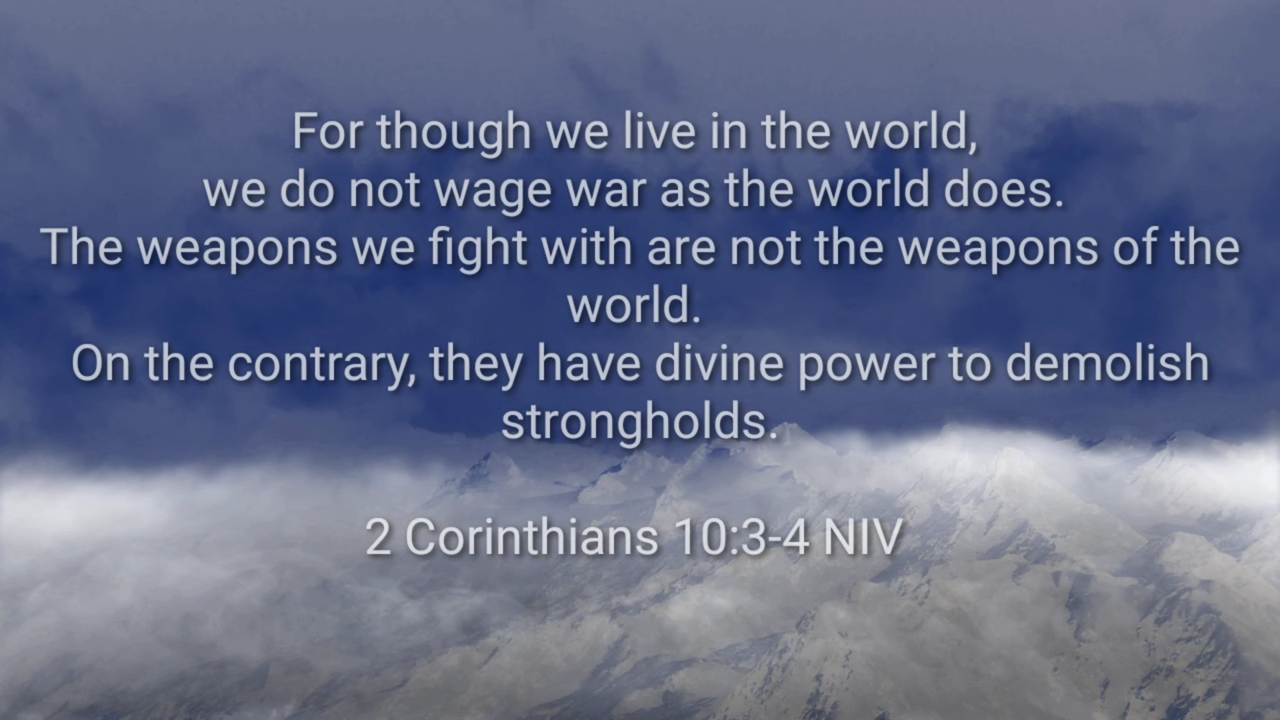 For though we live in the world,
we do not wage war as the world does.
The weapons we fight with are not the weapons of the
world.
On the contrary, they have divine power to demolish
strongholds.
2 Corinthians 10:3-4 NIV